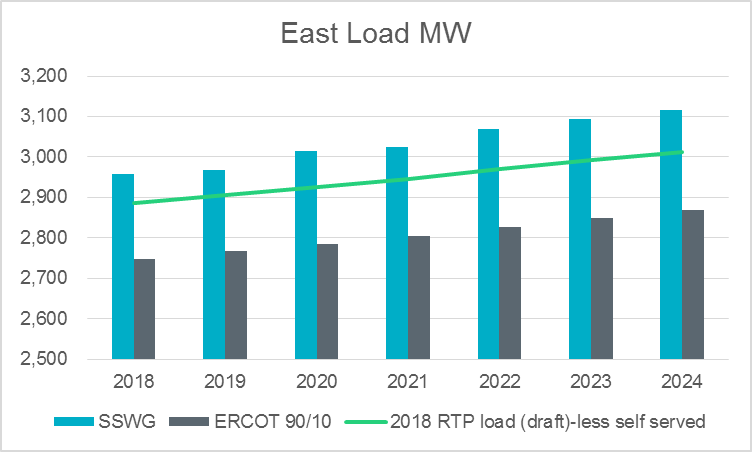 East Load MW
3,200
3,100
3,000
2,900
2,800
2,700
2,600
2,500
2018 2019 2020 2021 2022 2023 2024
SSWG ERCOT 90/10 2018 RTP load (draft)-less self served